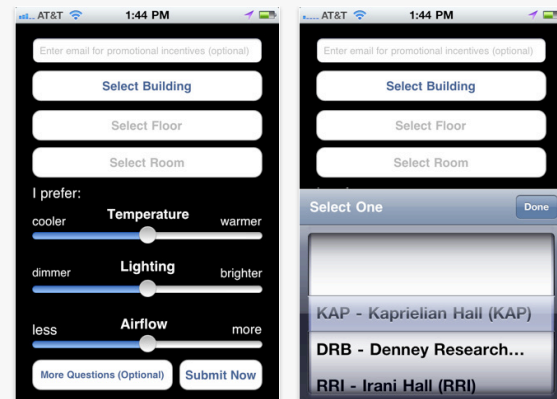 AT&T 1:44 PM
Enter email for promotional incentives (optional)
Select Building
Select Floor
Select Room
I prefer:
cooler Temperature warmer
dimmer Lighting brighter
less Airflow more
More Questions (Optional) Submit Now
AT&T 1:44 PM
Enter email for promotional incentives (optional)
Select Building
Select Floor
Select Room
Select One Done
KAP - Kaprielian Hall (KAP)
DRB - Denney Research...
RRI - Irani Hall (RRI)